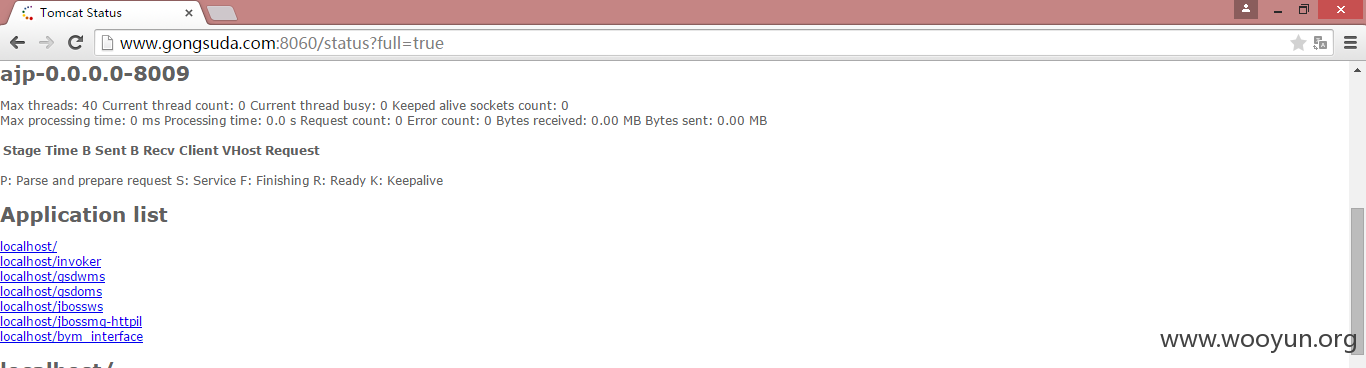 Tomcat Status
www.gongsuda.com:8060/status?full=true
ajp-0.0.0.0-8009
Max threads: 40 Current thread count: 0 Current thread busy: 0 Keeped alive sockets count: 0
Max processing time: 0 ms Processing time: 0.0 s Request count: 0 Error count: 0 Bytes received: 0.00 MB Bytes sent: 0.00 MB
Stage Time B Sent B Recv Client VHost Request
P: Parse and prepare request S: Service F: Finishing R: Ready K: Keepalive
Application list
localhost/
localhost/invoker
localhost/gsdwms
localhost/gsdoms
localhost/jbossws
localhost/jbossmq-httpil
localhost/bym_interface
www.wooyun.org
localhost/